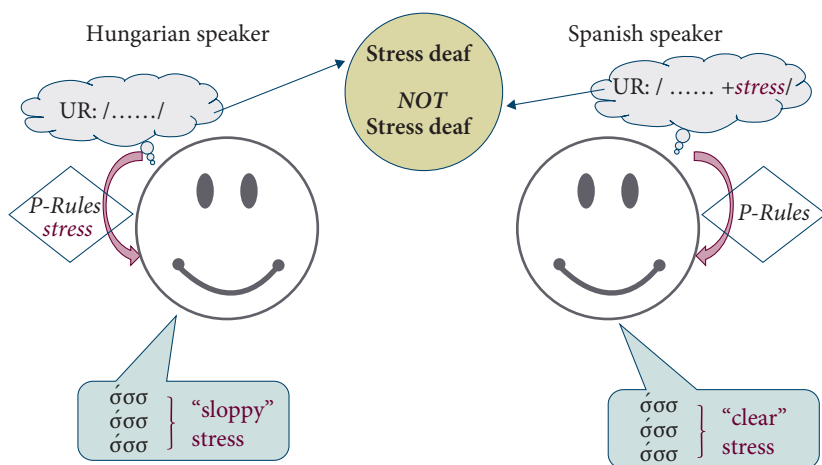 Hungarian speaker
Spanish speaker
Stress deaf
NOT
Stress deaf
UR: /……/
UR: / …… +stress/
P-Rules
stress
P-Rules
σ́σσ
σ́σσ
σ́σσ
“sloppy”
stress
σ́σσ
σ́σσ
σ́σσ
“clear”
stress